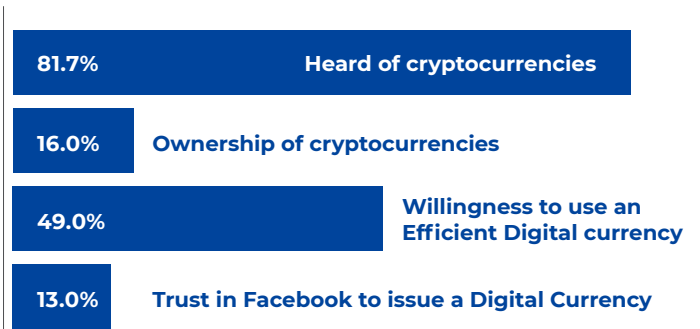 81.7% Heard of cryptocurrencies
16.0% Ownership of cryptocurrencies
49.0% Willingness to use an
Efficient Digital currency
13.0% Trust in Facebook to issue a Digital Currency